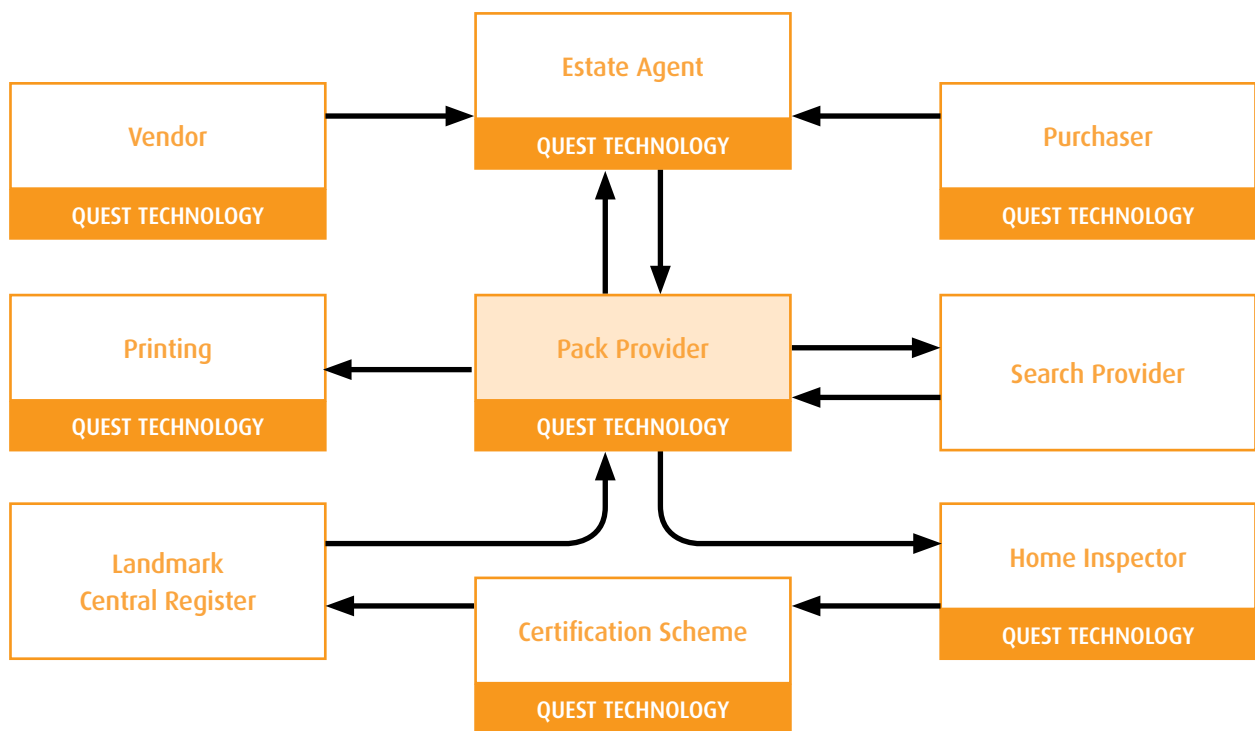 Estate Agent
QUEST TECHNOLOGY
Vendor
QUEST TECHNOLOGY
Purchaser
QUEST TECHNOLOGY
Printing
QUEST TECHNOLOGY
Pack Provider
QUEST TECHNOLOGY
Search Provider
Landmark
Central Register
Certification Scheme
QUEST TECHNOLOGY
Home Inspector
QUEST TECHNOLOGY